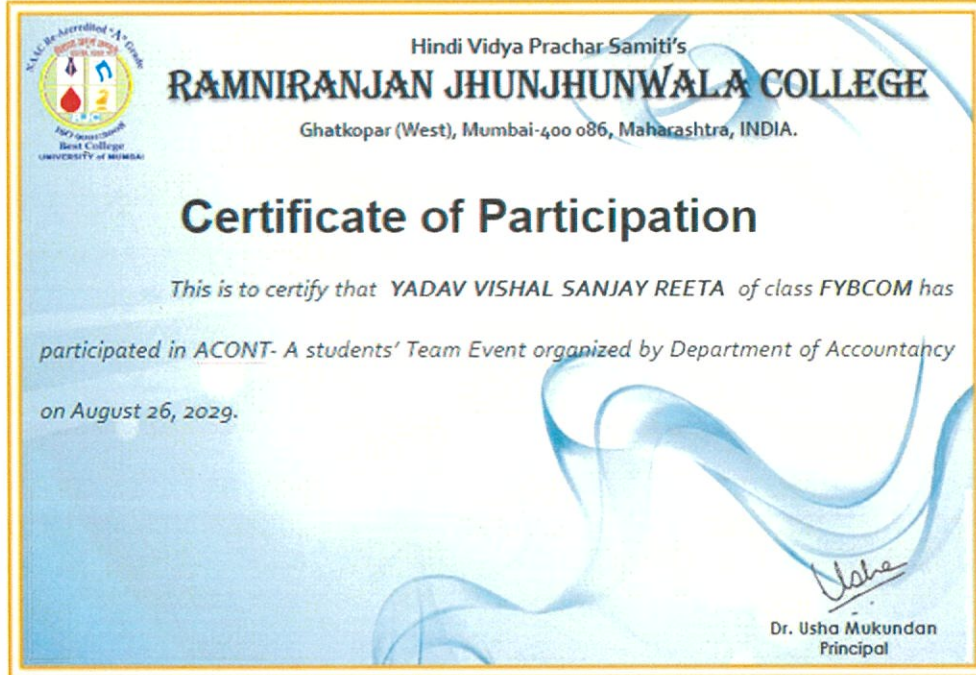 NAAC Re-Accredited "A" Grade
ISO 9001:2008
Best College
UNIVERSITY of MUMBAI
Hindi Vidya Prachar Samiti's
RAMNIRANJAN JHUNJHUNWALA COLLEGE
Ghatkopar (West), Mumbai-400 086, Maharashtra, INDIA.
Certificate of Participation
This is to certify that YADAV VISHAL SANJAY REETA of class FYBCOM has
participated in ACONT- A students' Team Event organized by Department of Accountancy
on August 26, 2029.
Usha
Dr. Usha Mukundan
Principal